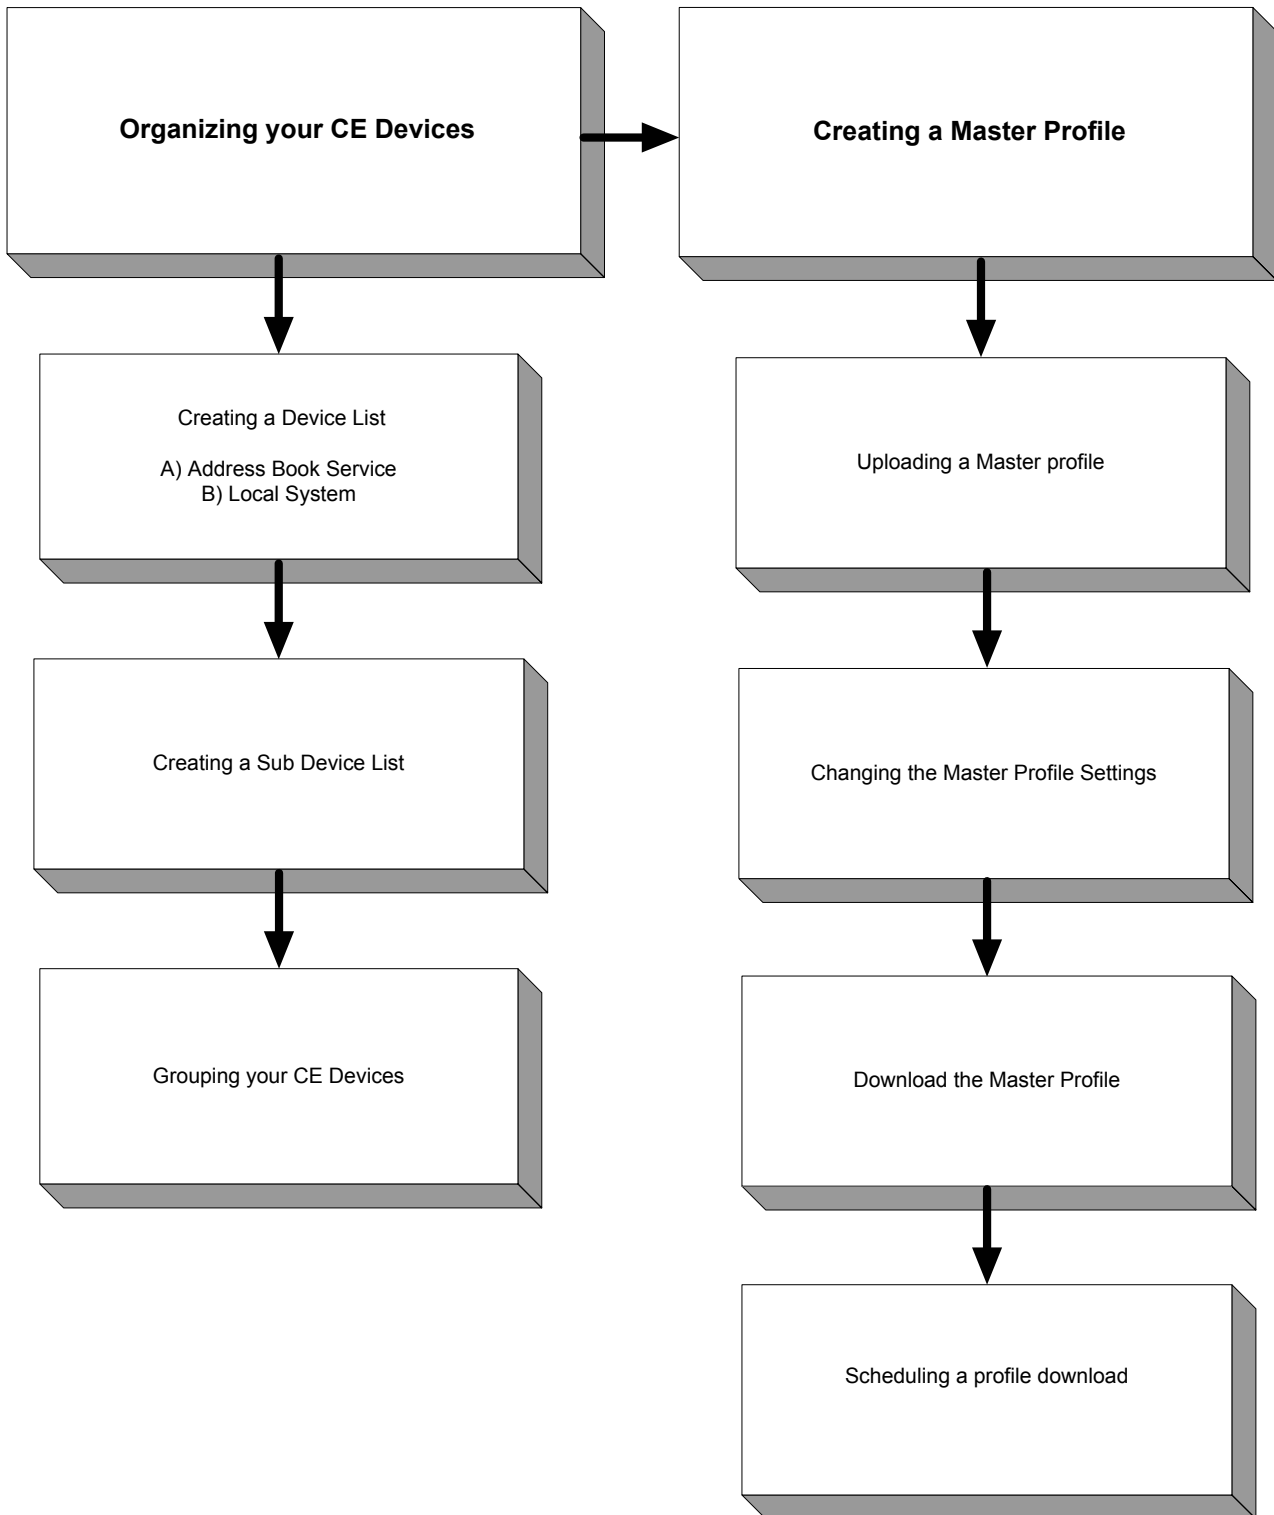 Organizing your CE Devices
Creating a Device List
A) Address Book Service
B) Local System
Creating a Sub Device List
Grouping your CE Devices
Creating a Master Profile
Uploading a Master profile
Changing the Master Profile Settings
Download the Master Profile
Scheduling a profile download